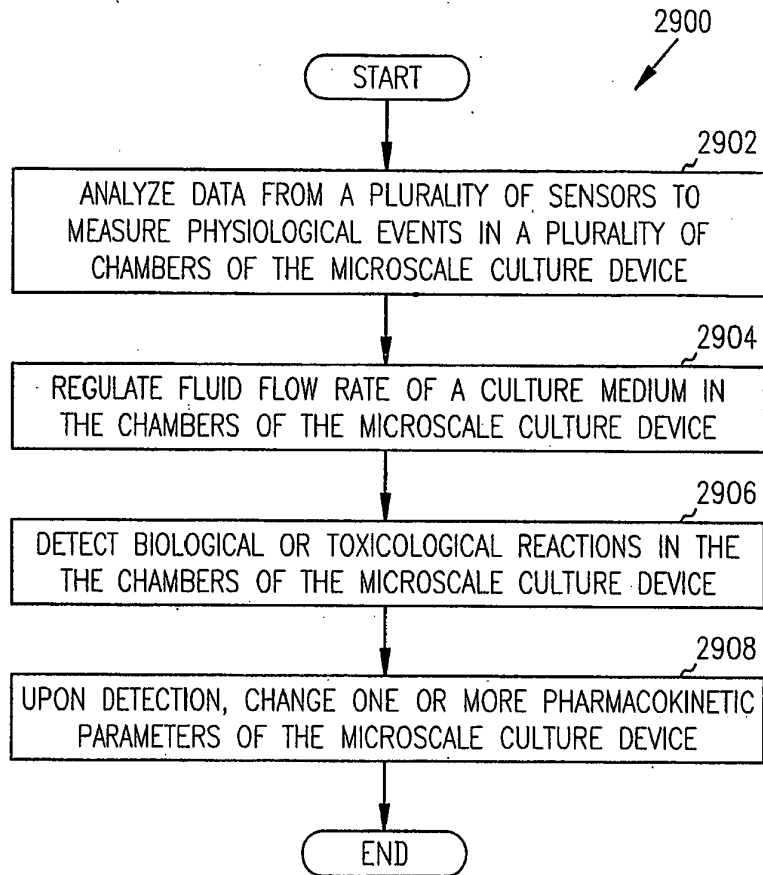 2900
START
2902
ANALYZE DATA FROM A PLURALITY OF SENSORS TO
MEASURE PHYSIOLOGICAL EVENTS IN A PLURALITY OF
CHAMBERS OF THE MICROSCALE CULTURE DEVICE
2904
REGULATE FLUID FLOW RATE OF A CULTURE MEDIUM IN
THE CHAMBERS OF THE MICROSCALE CULTURE DEVICE
2906
DETECT BIOLOGICAL OR TOXICOLOGICAL REACTIONS IN THE
THE CHAMBERS OF THE MICROSCALE CULTURE DEVICE
2908
UPON DETECTION, CHANGE ONE OR MORE PHARMACOKINETIC
PARAMETERS OF THE MICROSCALE CULTURE DEVICE
END